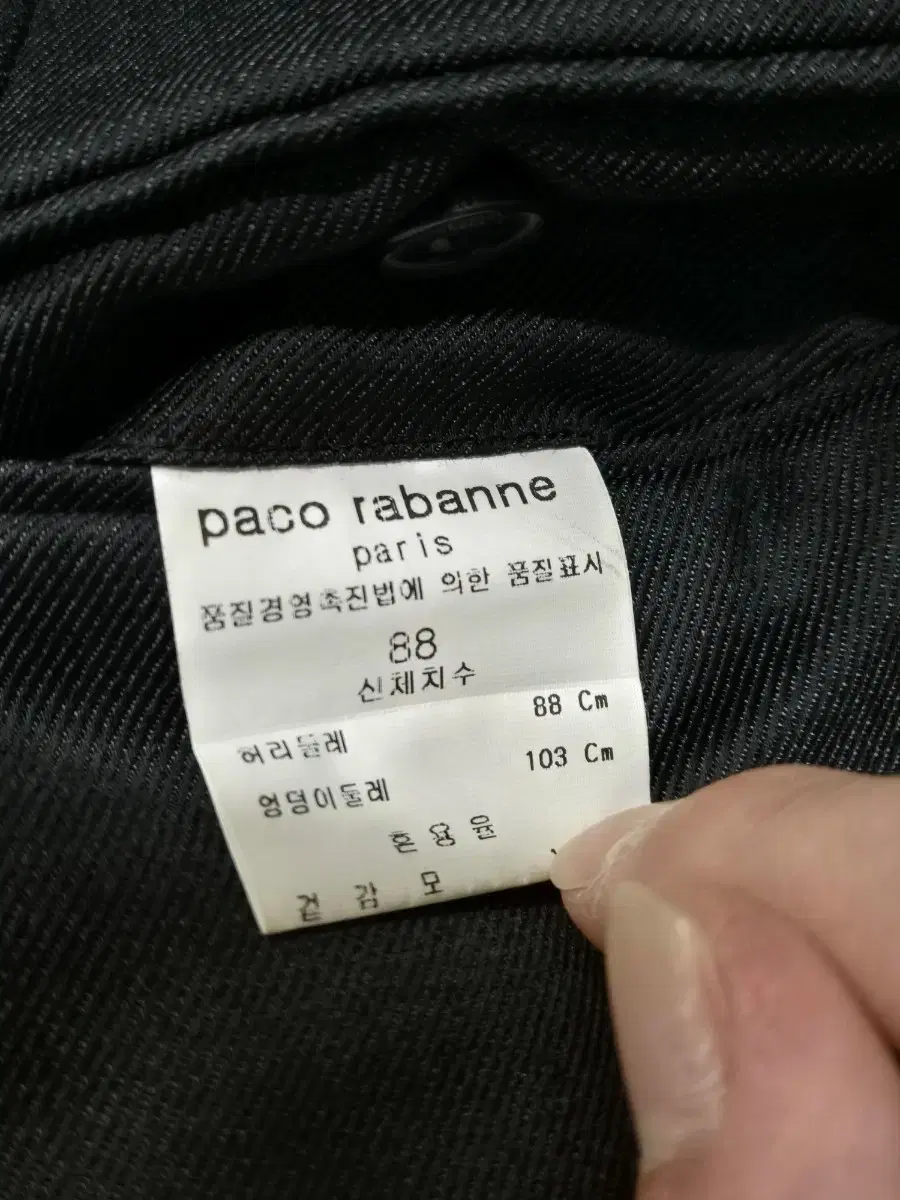 paco rabanne
paris
품질경영촉진법에 의한 품질표시
88
신체치수
허리둘레 88 Cm
엉덩이둘레 103 Cm
혼용율
겉 감 모